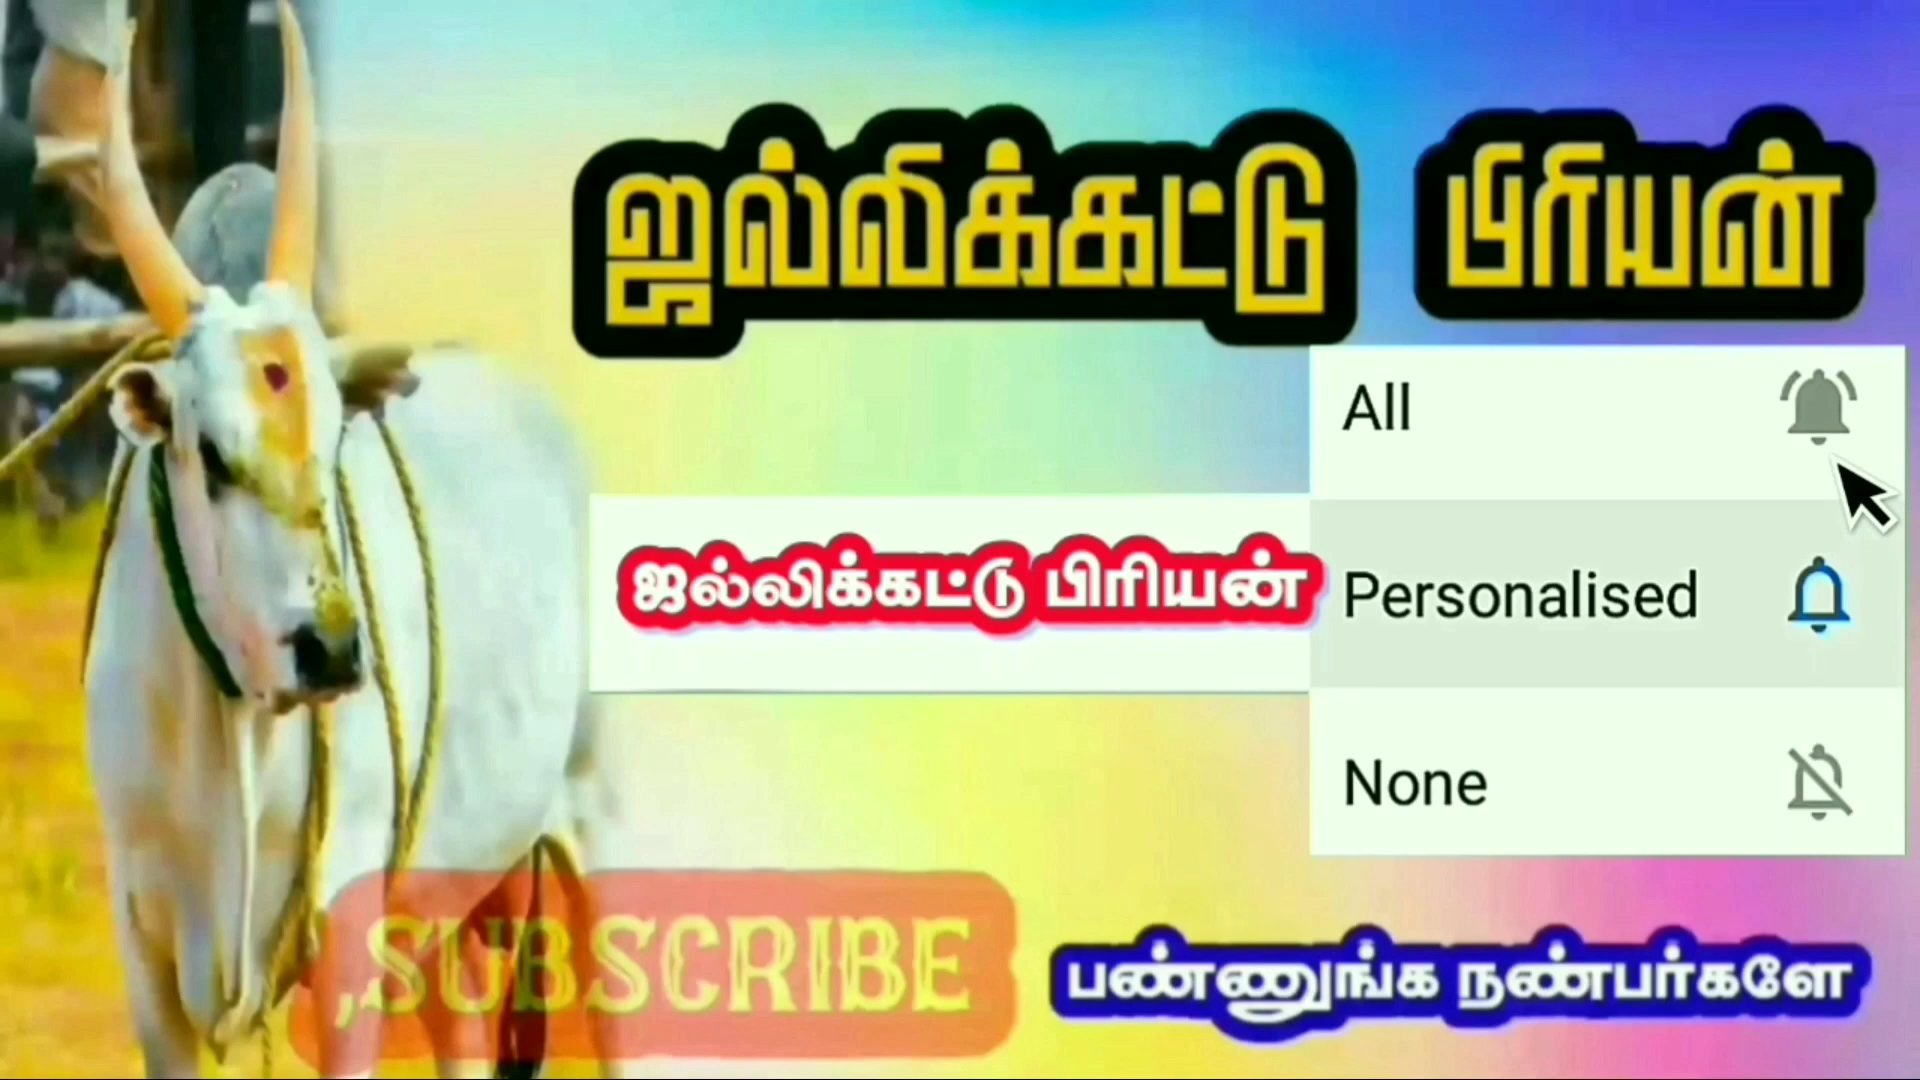 ஜல்லிக்கட்டு பிரியன்
All
ஜல்லிக்கட்டு பிரியன்
Personalised
None
,SUBSCRIBE
பண்ணுங்க நண்பர்களே